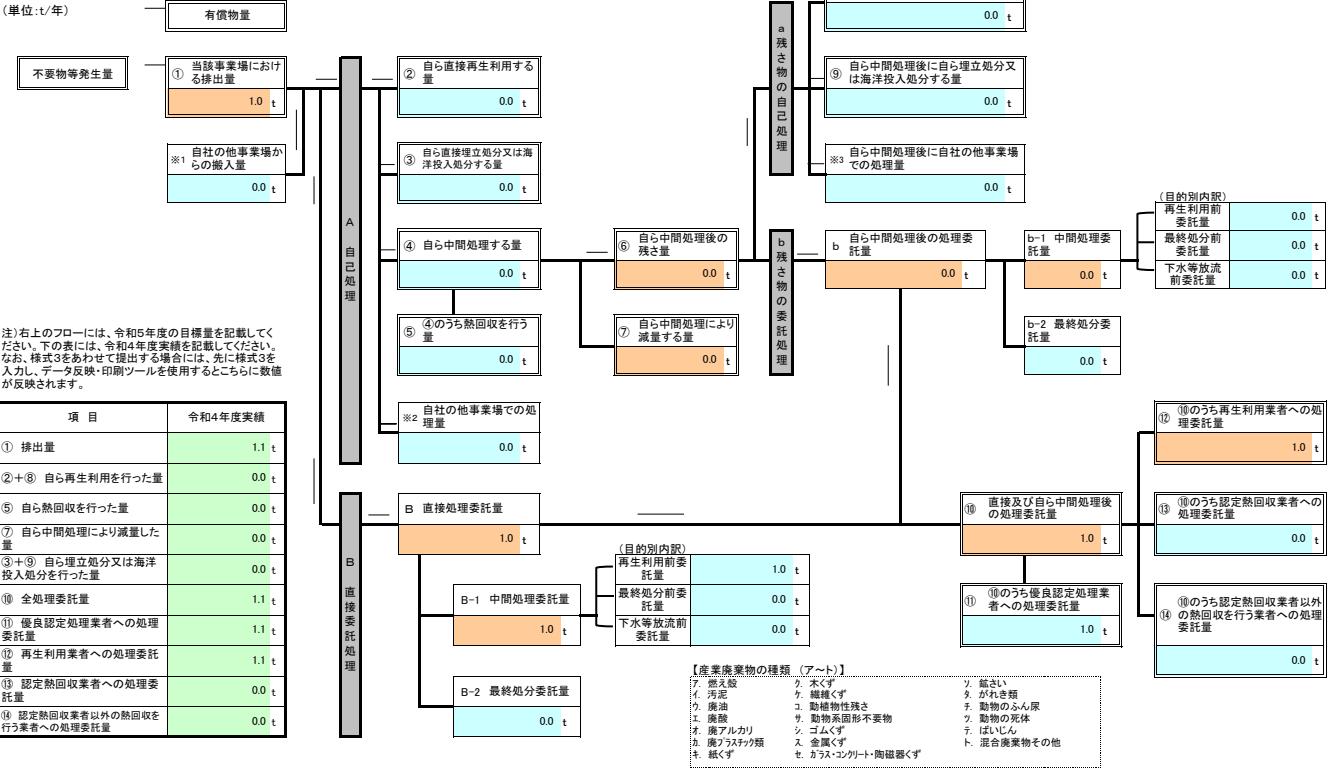 (単位:t/年)
有償物量
不要物等発生量
① 当該事業場におけ
る排出量
1.0 t
※1 自社の他事業場か
らの搬入量
0.0 t
A 自己処理
② 自ら直接再生利用する
量
0.0 t
③ 自ら直接埋立処分又は海
洋投入処分する量
0.0 t
④ 自ら中間処理する量
0.0 t
⑤ ④のうち熱回収を行う
量
0.0 t
※2 自社の他事業場での処
理量
0.0 t
⑥ 自ら中間処理後の
残さ量
0.0 t
⑦ 自ら中間処理により
減量する量
0.0 t
a 残さ物の自己処理
0.0 t
⑨ 自ら中間処理後に自ら埋立処分又
は海洋投入処分する量
0.0 t
※3 自ら中間処理後に自社の他事業場
での処理量
0.0 t
b 残さ物の委託処理
b 自ら中間処理後の処理委
託量
0.0 t
b-1 中間処理委
託量
0.0 t
(目的別内訳)
再生利用前
委託量
0.0 t
最終処分前
委託量
0.0 t
下水等放流
前委託量
0.0 t
b-2 最終処分委
託量
0.0 t
注)右上のフローには、令和5年度の目標量を記載してく
ださい。下の表には、令和4年度実績を記載してください。
なお、様式3をあわせて提出する場合には、先に様式3を
入力し、データ反映・印刷ツールを使用するとこちらに数値
が反映されます。
項 目 令和4年度実績
① 排出量 1.1 t
②+⑧ 自ら再生利用を行った量 0.0 t
⑤ 自ら熱回収を行った量 0.0 t
⑦ 自ら中間処理により減量した
量 0.0 t
③+⑨ 自ら埋立処分又は海洋
投入処分を行った量 0.0 t
⑩ 全処理委託量 1.1 t
⑪ 優良認定処理業者への処理
委託量 1.1 t
⑫ 再生利用業者への処理委託
量 1.1 t
⑬ 認定熱回収業者への処理委
託量 0.0 t
⑭ 認定熱回収業者以外の熱回収を
行う業者への処理委託量 0.0 t
B 直接委託処理
B 直接処理委託量
1.0 t
B-1 中間処理委託量
1.0 t
(目的別内訳)
再生利用前委
託量
1.0 t
最終処分前委
託量
0.0 t
下水等放流前
委託量
0.0 t
B-2 最終処分委託量
0.0 t
⑩ 直接及び自ら中間処理後
の処理委託量
1.0 t
⑪ ⑩のうち優良認定処理業
者への処理委託量
1.0 t
⑫ ⑩のうち再生利用業者への処
理委託量
1.0 t
⑬ ⑩のうち認定熱回収業者への
処理委託量
0.0 t
⑭ ⑩のうち認定熱回収業者以外
の熱回収を行う業者への処理
委託量
0.0 t
【産業廃棄物の種類 (ア~ト)】
ア. 燃え殻
イ. 汚泥
ウ. 廃油
エ. 廃酸
オ. 廃アルカリ
カ. 廃プラスチック類
キ. 紙くず
ク. 木くず
ケ. 繊維くず
コ. 動植物性残さ
サ. 動物系固形不要物
シ. ゴムくず
ス. 金属くず
セ. ガラス・コンクリート・陶磁器くず
ソ. 鉱さい
タ. がれき類
チ. 動物のふん尿
ツ. 動物の死体
テ. ばいじん
ト. 混合廃棄物その他